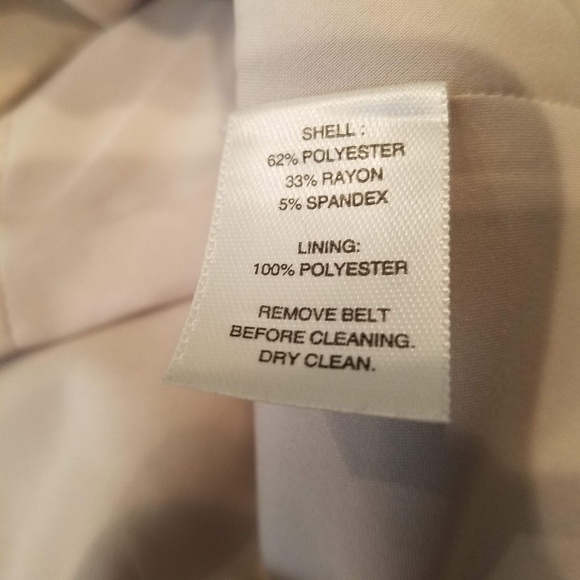 SHELL :
62% POLYESTER
33% RAYON
5% SPANDEX
LINING:
100% POLYESTER
REMOVE BELT
BEFORE CLEANING.
DRY CLEAN.